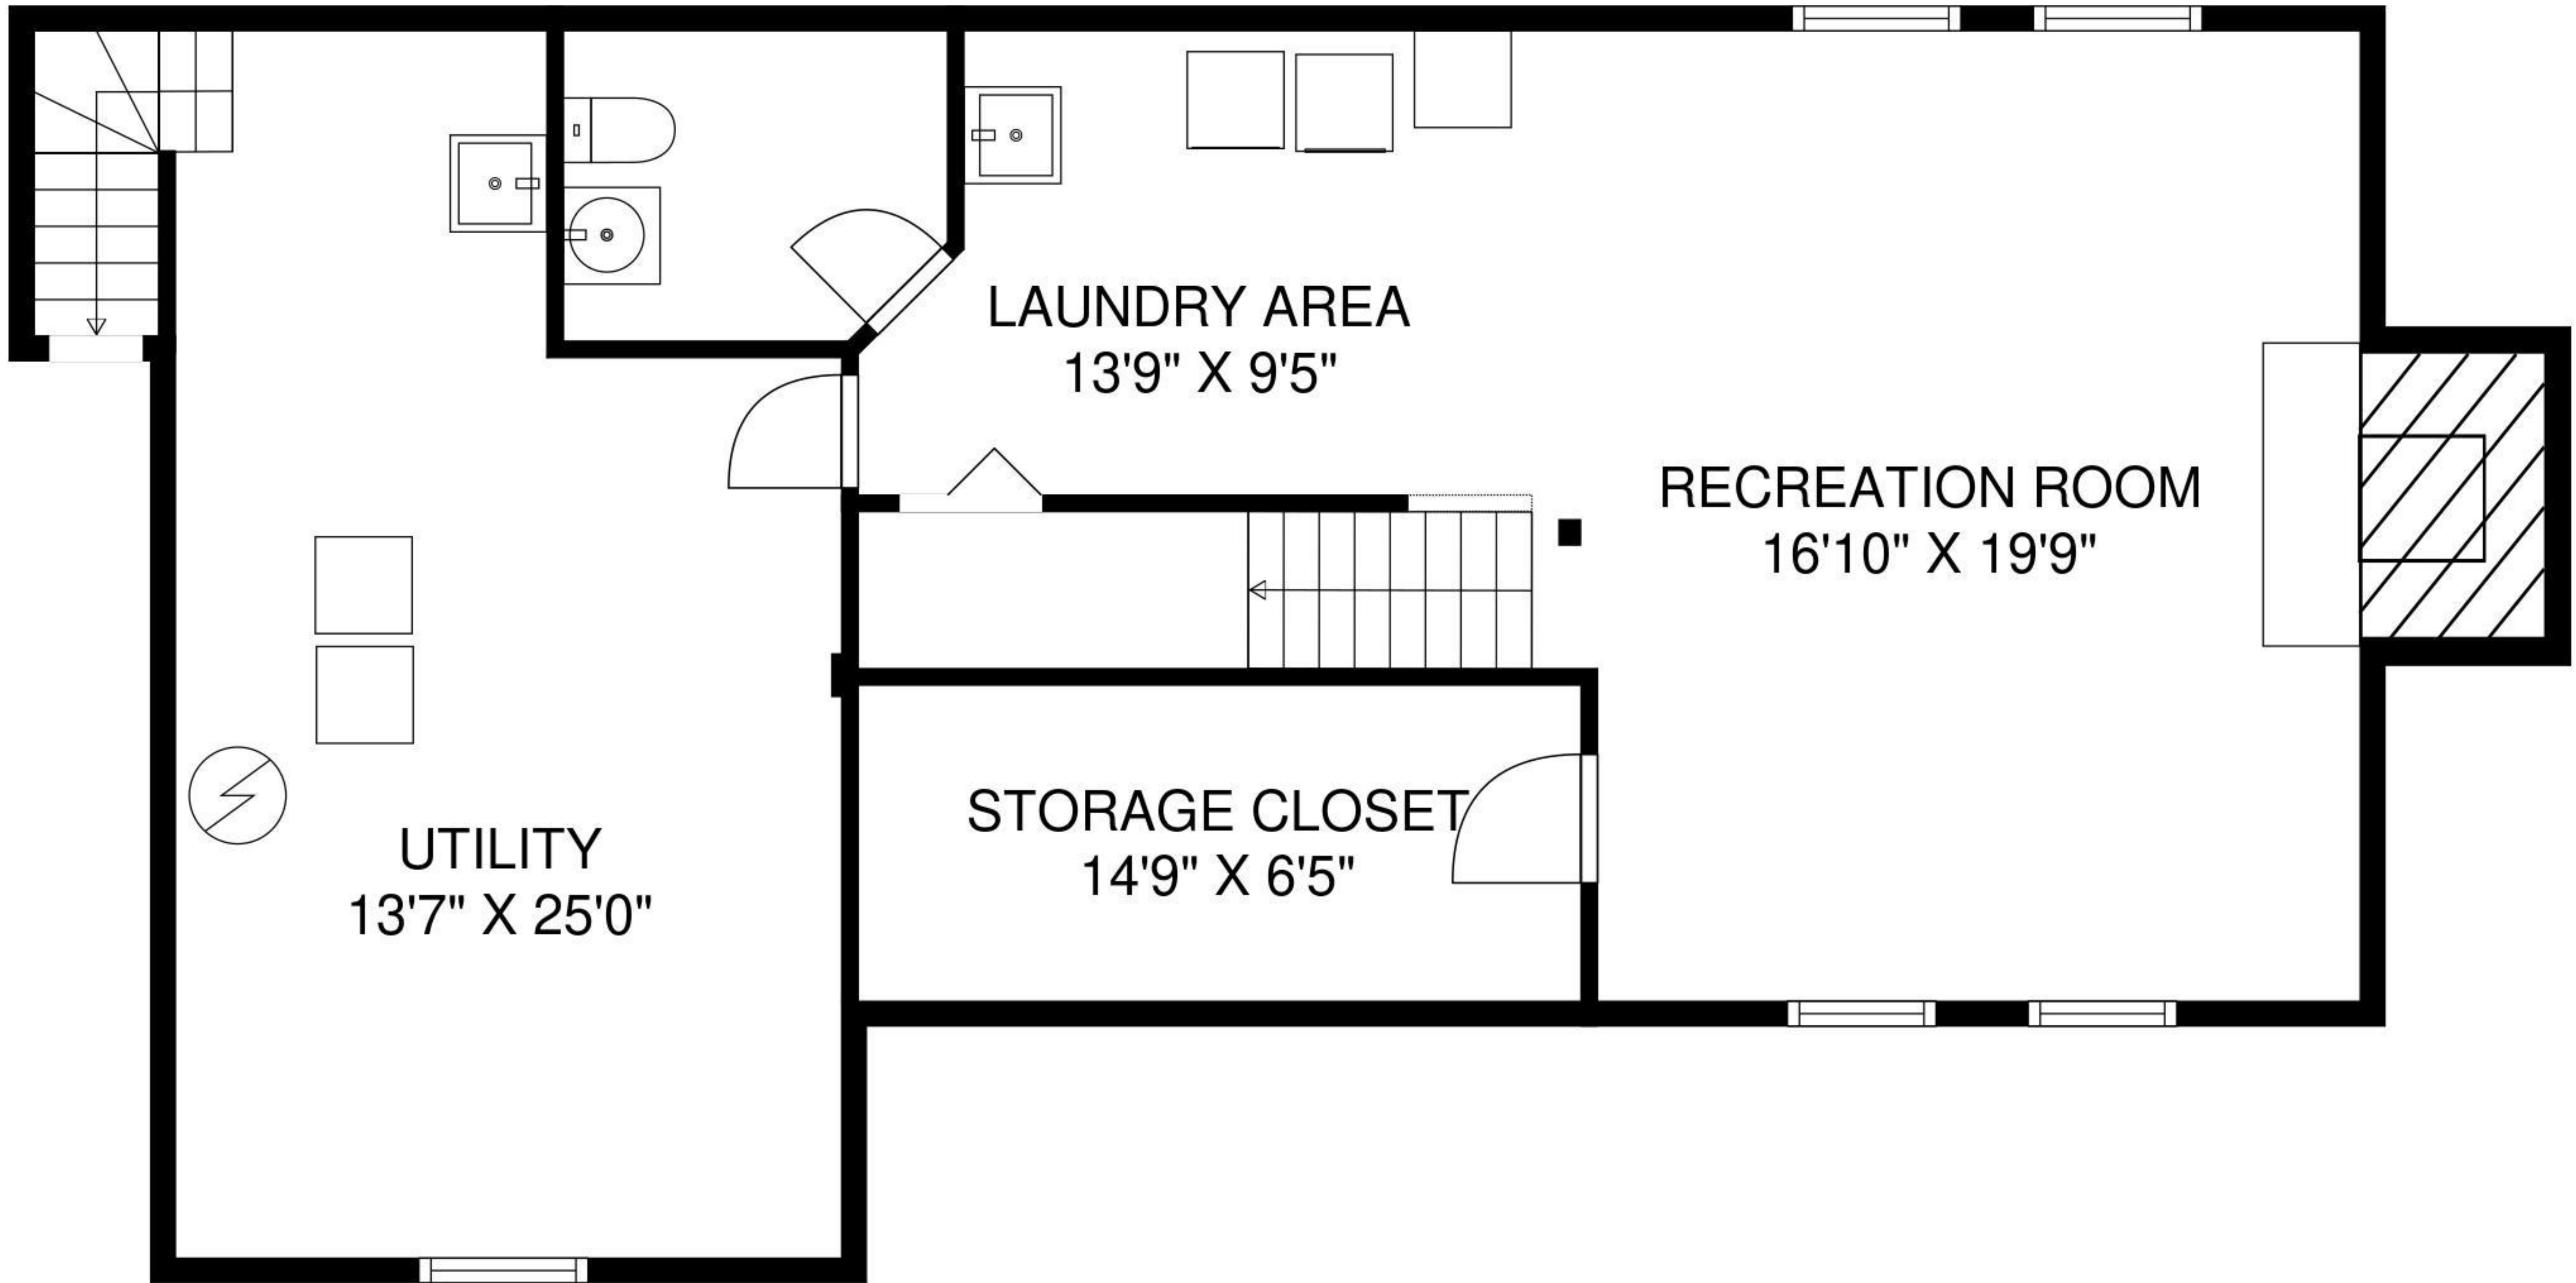 LAUNDRY AREA
13'9" X 9'5"
RECREATION ROOM
16'10" X 19'9"
STORAGE CLOSET
14'9" X 6'5"
UTILITY
13'7" X 25'0"